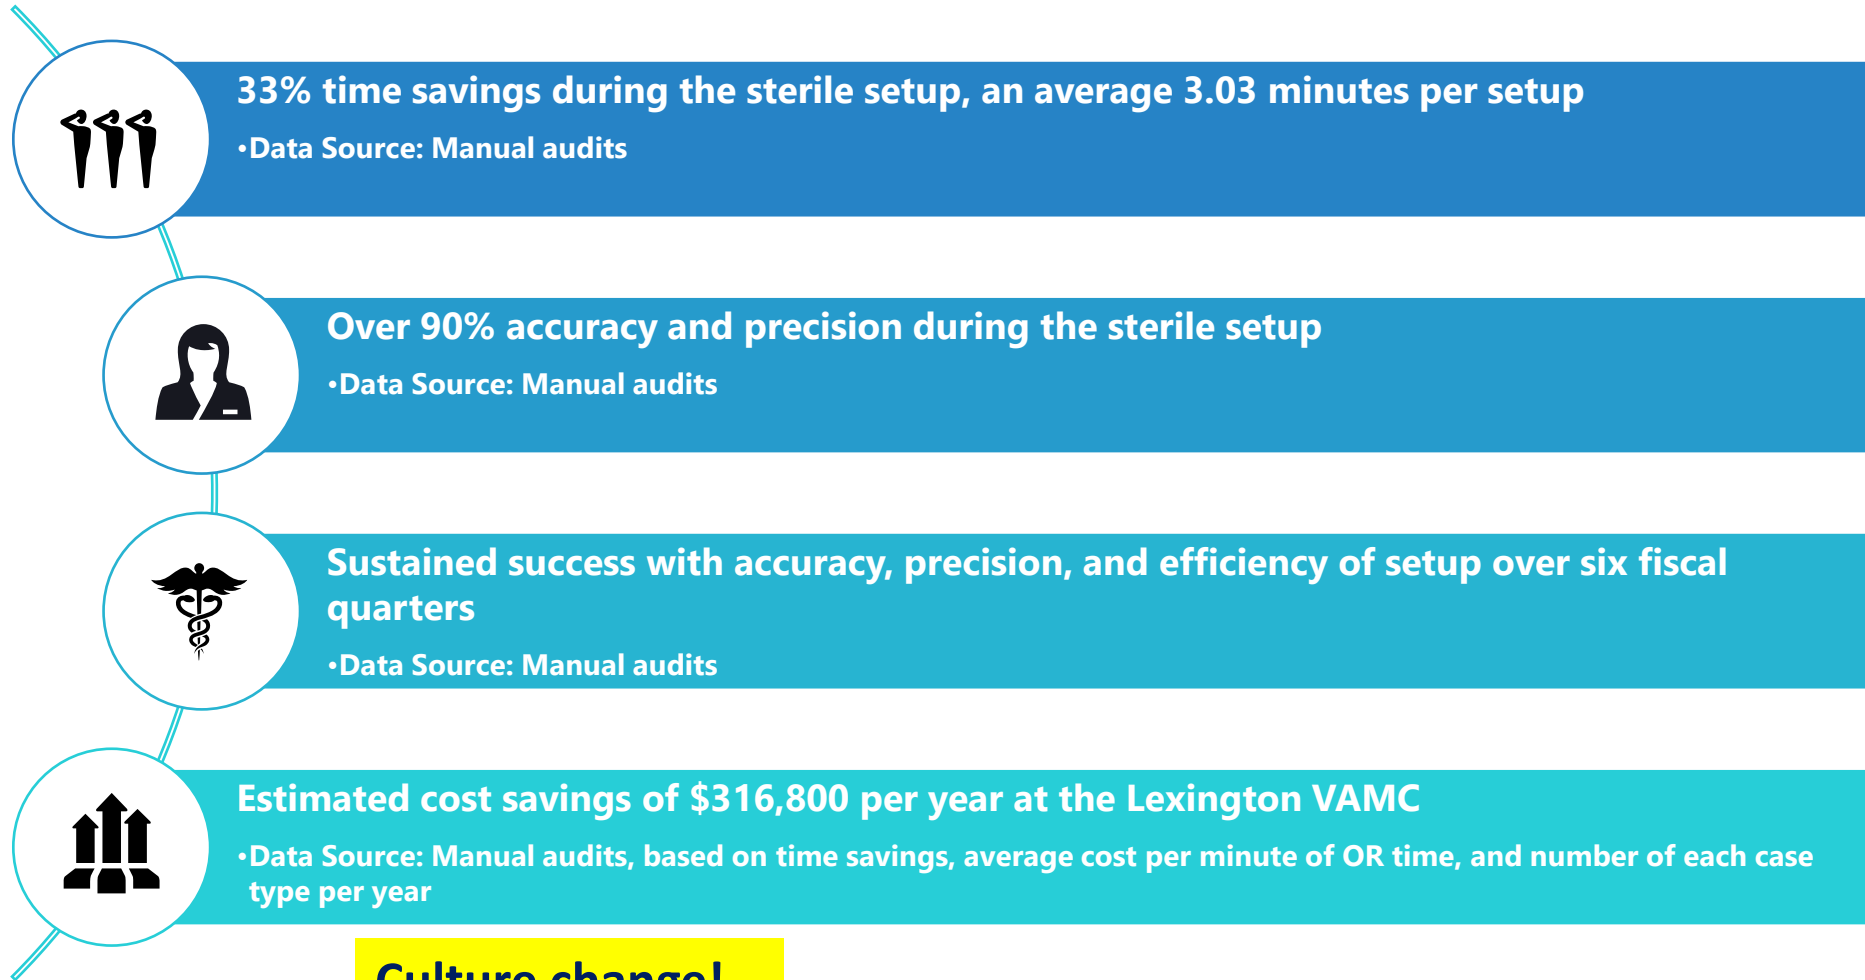 33% time savings during the sterile setup, an average 3.03 minutes per setup
•Data Source: Manual audits
Over 90% accuracy and precision during the sterile setup
•Data Source: Manual audits
Sustained success with accuracy, precision, and efficiency of setup over six fiscal
quarters
•Data Source: Manual audits
Estimated cost savings of $316,800 per year at the Lexington VAMC
•Data Source: Manual audits, based on time savings, average cost per minute of OR time, and number of each case
type per year
Culture change!